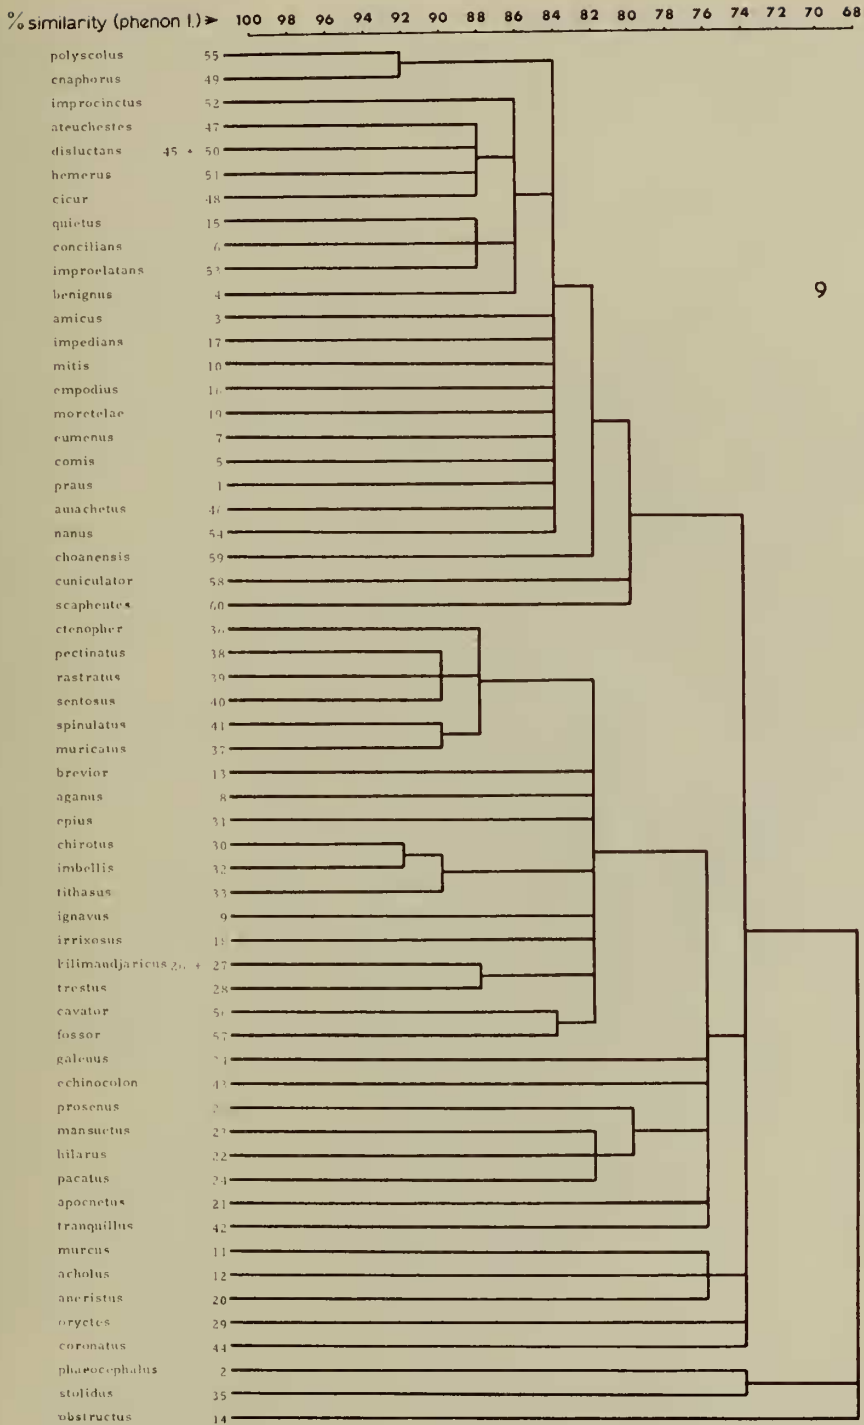 % similarity (phenon l.) ➤ 100 98 96 94 92 90 88 86 84 82 80 78 76 74 72 70 68
polyscolus 55
cnaphorus 49
improcinctus 52
ateuchestes 47
disluctans 45 + 50
hemerus 51
cicur 48
quietus 15
concilians 6
improelatans 53
benignus 4
9
amicus 3
impedians 17
mitis 10
empodius 16
moretelae 19
eumenus 7
comis 5
praus 1
amachetus 46
nanus 54
choanensis 59
cuniculator 58
scapheutes 60
ctenopher 36
pectinatus 38
rastratus 39
sentosus 40
spinulatus 41
muricatus 37
brevior 13
aganus 8
epius 31
chirotus 30
imbellis 32
tithasus 33
ignavus 9
irrixosus 18
kilimandjaricus 26 + 27
trestus 28
cavator 56
fossor 57
galenus
echinocolon 43
prosenus
mansuetus 23
hilarus 22
pacatus 24
apocnetus 21
tranquillus 42
murcus 11
acholus 12
aneristus 20
oryctes 29
coronatus 44
phaeocephalus 2
stolidus 35
obstructus 14